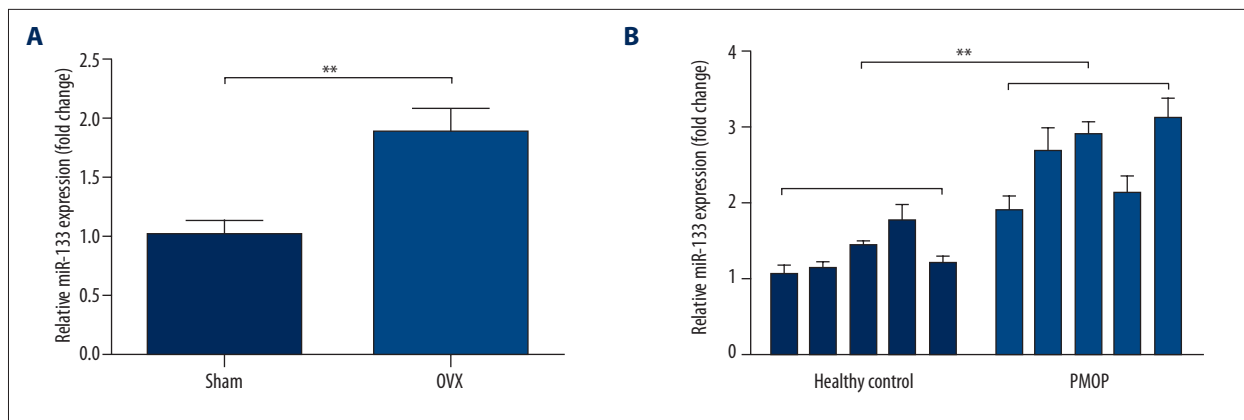 A
Relative miR-133 expression (fold change)
2.5
2.0
1.5
1.0
0.5
0.0
**
Sham
OVX
B
Relative miR-133 expression (fold change)
4
3
2
1
0
**
Healthy control
PMOP